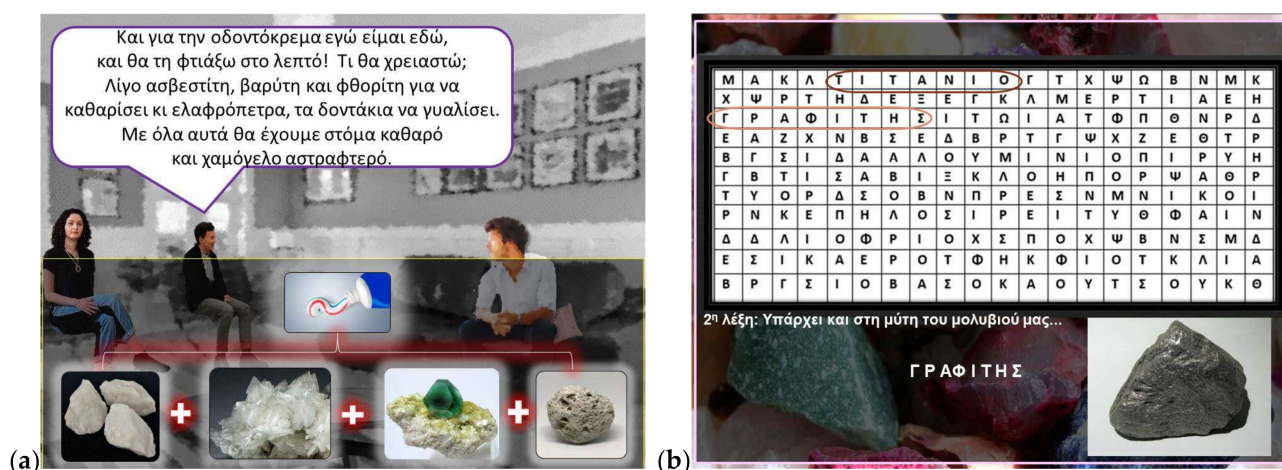 Και για την οδοντόκρεμα εγώ είμαι εδώ,
και θα τη φτιάξω στο λεπτό! Τι θα χρειαστώ;
Λίγο ασβεστίτη, βαρύτη και φθορίτη για να
καθαρίσει κι ελαφρόπετρα, τα δοντάκια να γυαλίσει.
Με όλα αυτά θα έχουμε στόμα καθαρό
και χαμόγελο αστραφτερό.
(a)
Μ Α Κ Λ Τ Ι Τ Α Ν Ι Ο Γ Τ Χ Ψ Ω Β Ν Μ Κ
Χ Ψ Ρ Τ Η Δ Ε Ξ Ε Γ Κ Λ Μ Ε Ρ Τ Ι Α Ε Η
Γ Ρ Α Φ Ι Τ Η Σ Ι Τ Ω Ι Α Τ Φ Π Θ Ν Ρ Δ
Ε Α Ζ Χ Ν Β Σ Ε Δ Β Ρ Τ Γ Ψ Χ Ζ Ε Θ Τ Ρ
Β Γ Σ Ι Δ Α Α Λ Ο Υ Μ Ι Ν Ι Ο Π Ι Ρ Υ Η
Γ Β Τ Ι Σ Α Β Ι Ξ Κ Λ Ο Η Π Ο Ρ Ψ Α Θ Ρ
Τ Υ Ο Ρ Δ Σ Ο Β Ν Π Ρ Ε Σ Ν Μ Ν Ι Κ Ο Ι
Ρ Ν Κ Ε Π Η Λ Ο Σ Ι Ρ Ε Ι Τ Υ Θ Φ Α Ι Ν
Δ Δ Λ Ι Ο Φ Ρ Ι Ο Χ Σ Π Ο Χ Ψ Β Ν Σ Μ Δ
Ε Σ Ι Κ Α Ε Ρ Ο Τ Φ Η Κ Φ Ι Ο Τ Κ Λ Ι Α
Β Ρ Γ Σ Ι Ο Β Α Σ Ο Κ Α Ο Υ Τ Σ Ο Υ Κ Θ
2η λέξη: Υπάρχει και στη μύτη του μολυβιού μας...
ΓΡΑΦΙΤΗΣ
(b)